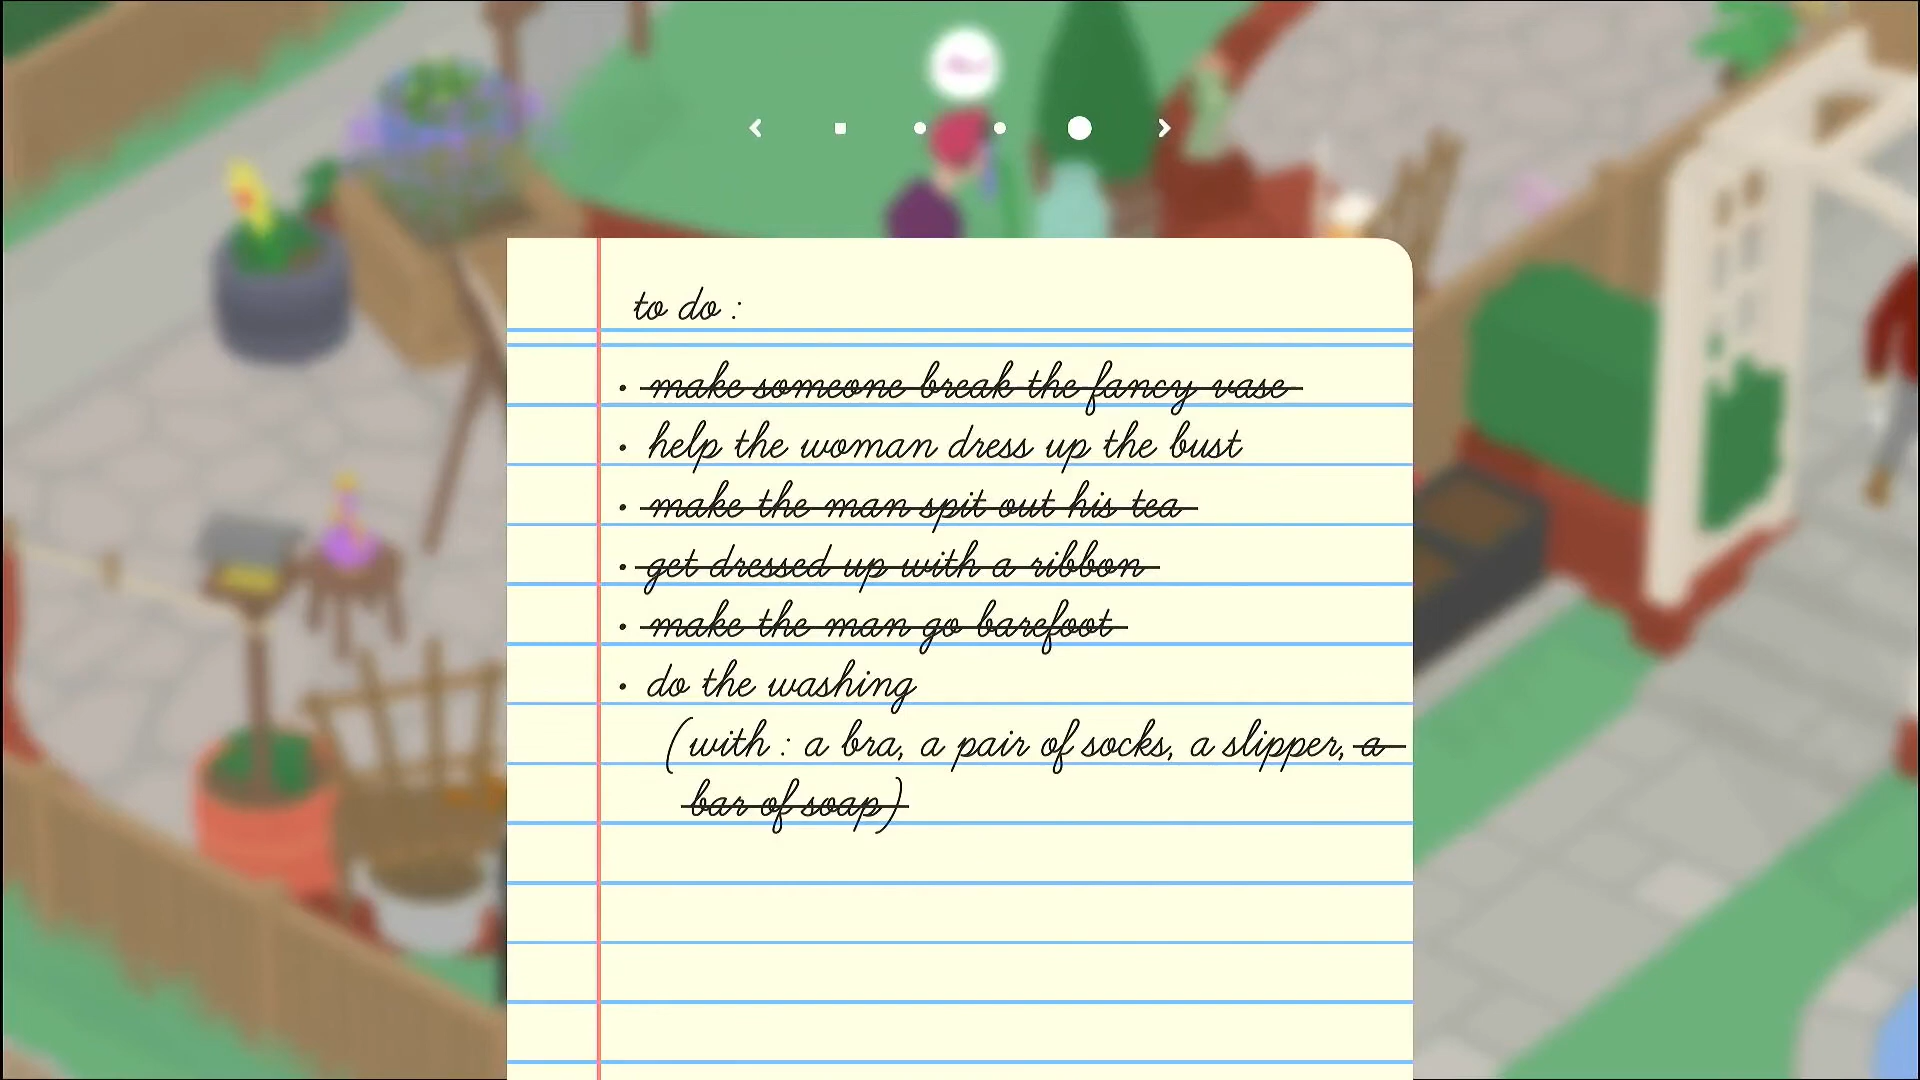 to do :
• make someone break the fancy vase
• help the woman dress up the bust
• make the man spit out his tea
• get dressed up with a ribbon
• make the man go barefoot
• do the washing
(with : a bra, a pair of socks, a slipper, a
bar of soap)